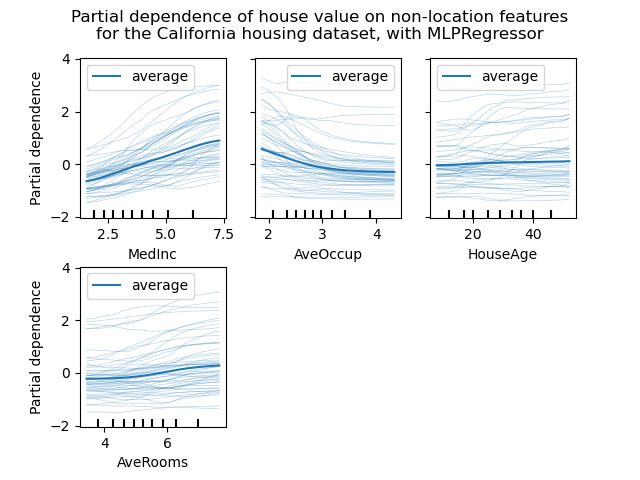 Partial dependence of house value on non-location features
for the California housing dataset, with MLPRegressor
4
2
0
−2
Partial dependence
average
2.5
5.0
7.5
MedInc
average
2
3
4
AveOccup
average
20
40
HouseAge
4
2
0
−2
Partial dependence
average
4
6
AveRooms